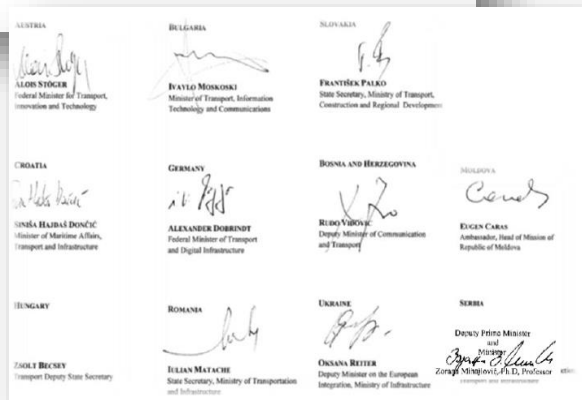 AUSTRIA
ALOIS STÖGER
Federal Minister for Transport,
Innovation and Technology
BULGARIA
IVAYLO MOSKOSKI
Minister of Transport, Information
Technology and Communications
SLOVAKIA
FRANTIŠEK PALKO
State Secretary, Ministry of Transport,
Construction and Regional Development
CROATIA
SINIŠA HAJDAŠ DONČIĆ
Minister of Maritime Affairs,
Transport and Infrastructure
GERMANY
ALEXANDER DOBRINDT
Federal Minister of Transport
and Digital Infrastructure
BOSNIA AND HERZEGOVINA
RUDO VIDOVIĆ
Deputy Minister of Communication
and Transport
MOLDOVA
EUGEN CARAS
Ambassador, Head of Mission of
Republic of Moldova
HUNGARY
ZSOLT BECSEY
Transport Deputy State Secretary
ROMANIA
IULIAN MATACHE
State Secretary, Ministry of Transportation
and Infrastructure
UKRAINE
OKSANA REITER
Deputy Minister on the European
Integration, Ministry of Infrastructure
SERBIA
Deputy Prime Minister
and
Minister
Zorana Mihajlović, Ph.D, Professor